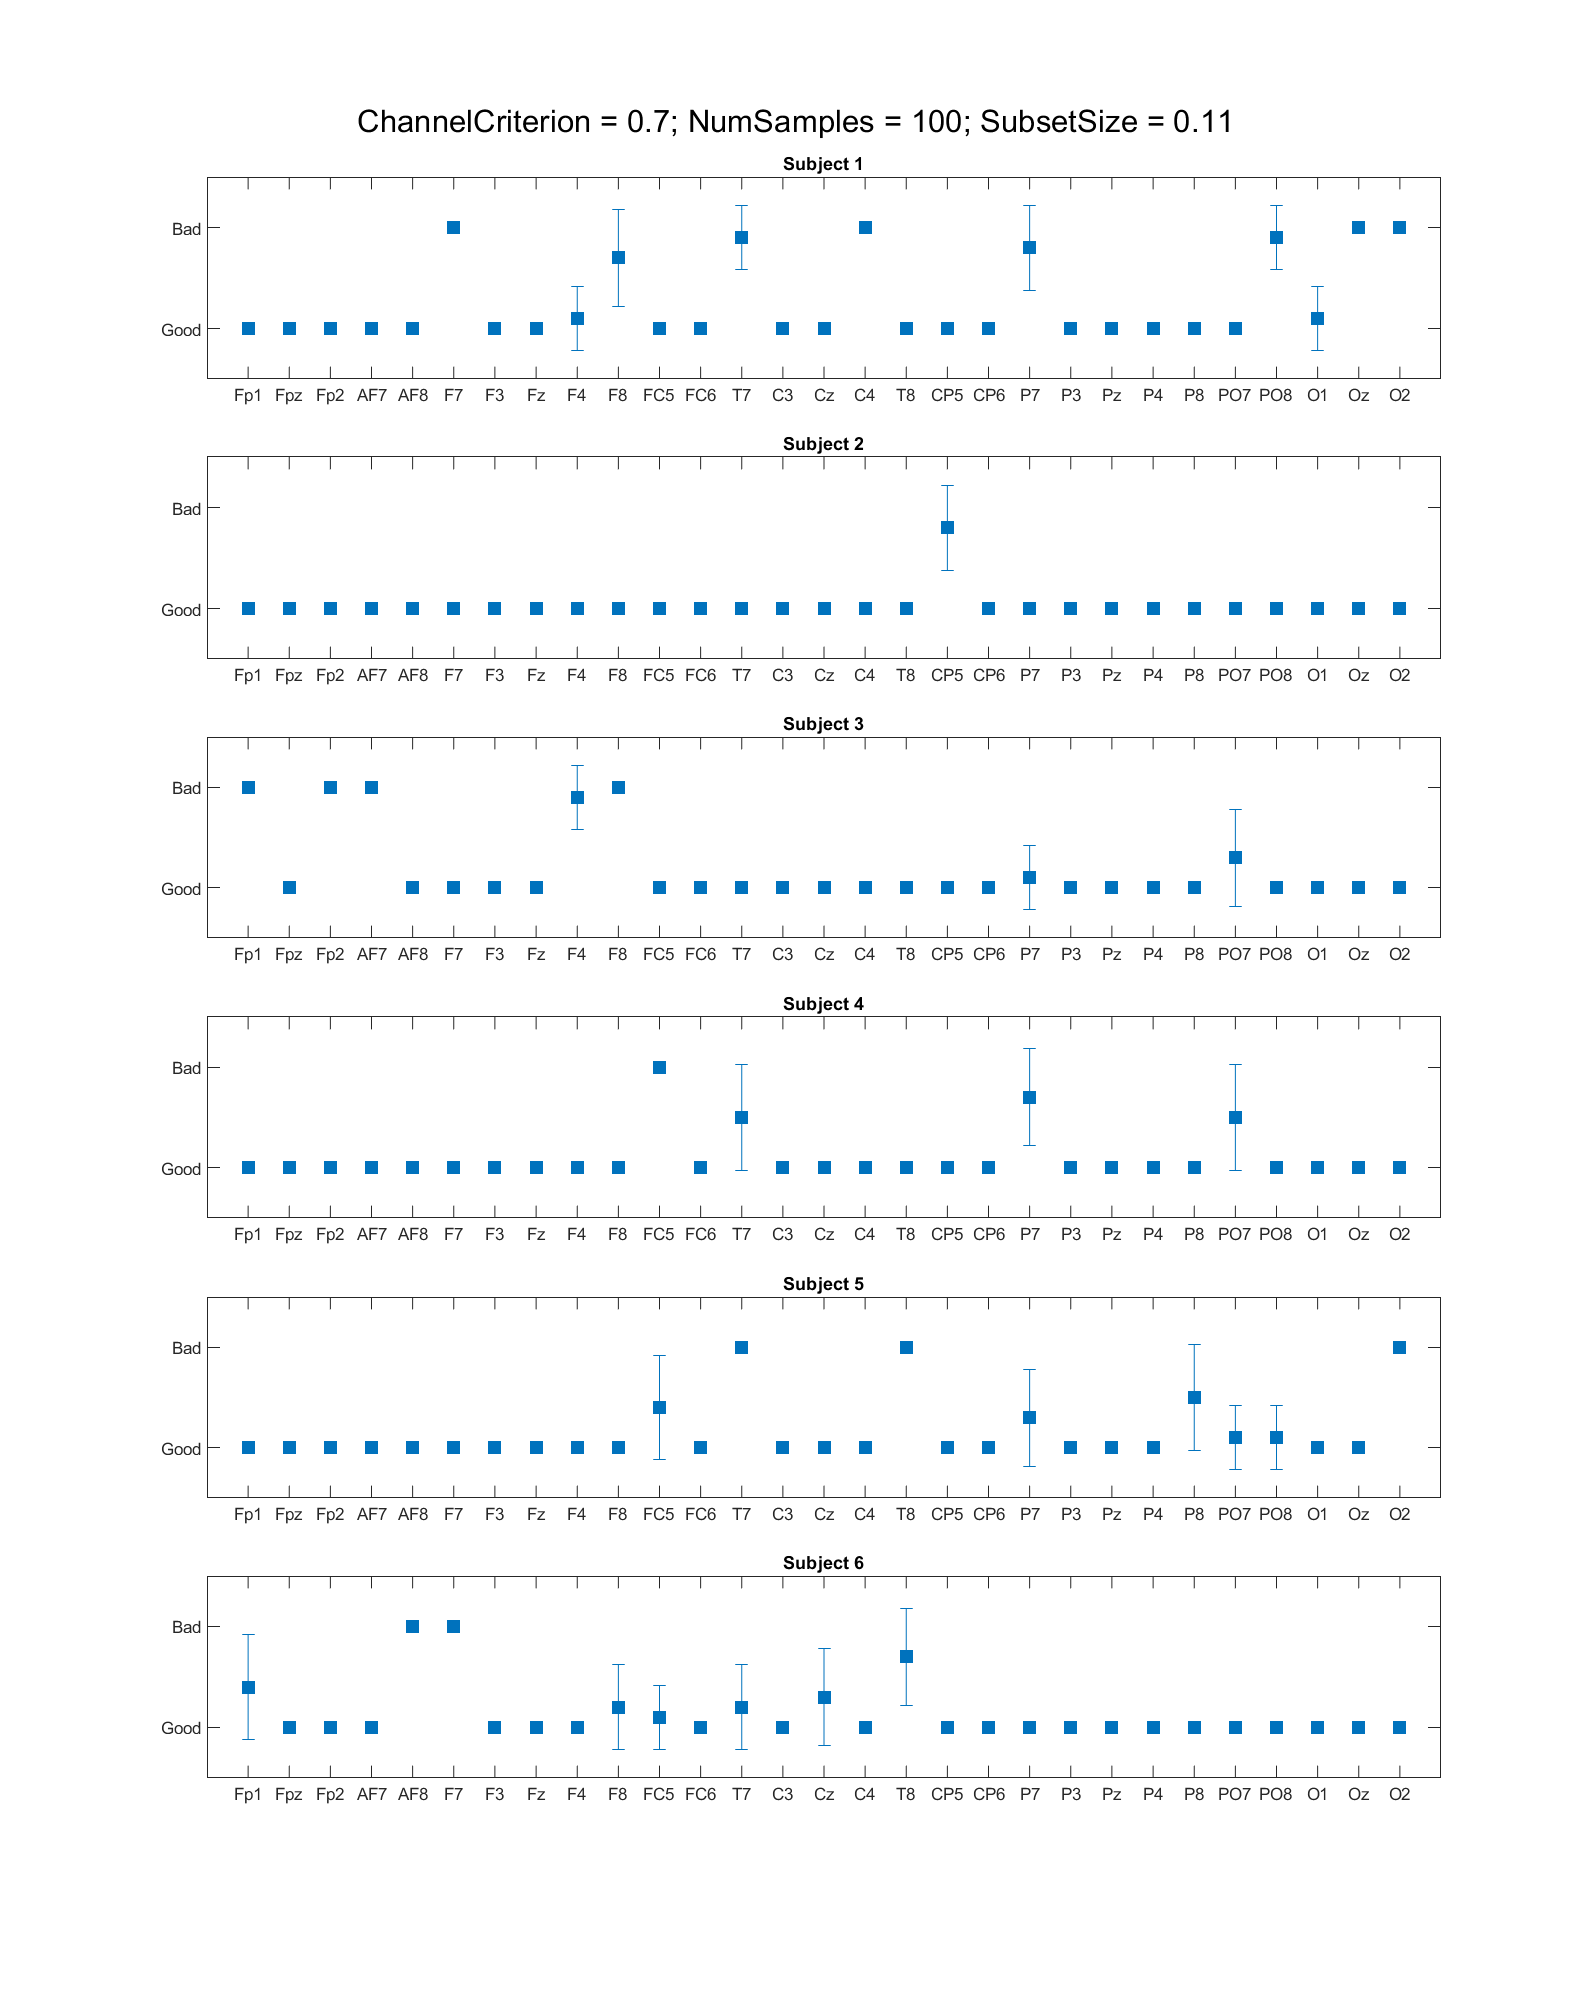 ChannelCriterion = 0.7; NumSamples = 100; SubsetSize = 0.11
Subject 1
Bad
Good
Fp1 Fpz Fp2 AF7 AF8 F7 F3 Fz F4 F8 FC5 FC6 T7 C3 Cz C4 T8 CP5 CP6 P7 P3 Pz P4 P8 PO7 PO8 O1 Oz O2
Subject 2
Bad
Good
Fp1 Fpz Fp2 AF7 AF8 F7 F3 Fz F4 F8 FC5 FC6 T7 C3 Cz C4 T8 CP5 CP6 P7 P3 Pz P4 P8 PO7 PO8 O1 Oz O2
Subject 3
Bad
Good
Fp1 Fpz Fp2 AF7 AF8 F7 F3 Fz F4 F8 FC5 FC6 T7 C3 Cz C4 T8 CP5 CP6 P7 P3 Pz P4 P8 PO7 PO8 O1 Oz O2
Subject 4
Bad
Good
Fp1 Fpz Fp2 AF7 AF8 F7 F3 Fz F4 F8 FC5 FC6 T7 C3 Cz C4 T8 CP5 CP6 P7 P3 Pz P4 P8 PO7 PO8 O1 Oz O2
Subject 5
Bad
Good
Fp1 Fpz Fp2 AF7 AF8 F7 F3 Fz F4 F8 FC5 FC6 T7 C3 Cz C4 T8 CP5 CP6 P7 P3 Pz P4 P8 PO7 PO8 O1 Oz O2
Subject 6
Bad
Good
Fp1 Fpz Fp2 AF7 AF8 F7 F3 Fz F4 F8 FC5 FC6 T7 C3 Cz C4 T8 CP5 CP6 P7 P3 Pz P4 P8 PO7 PO8 O1 Oz O2